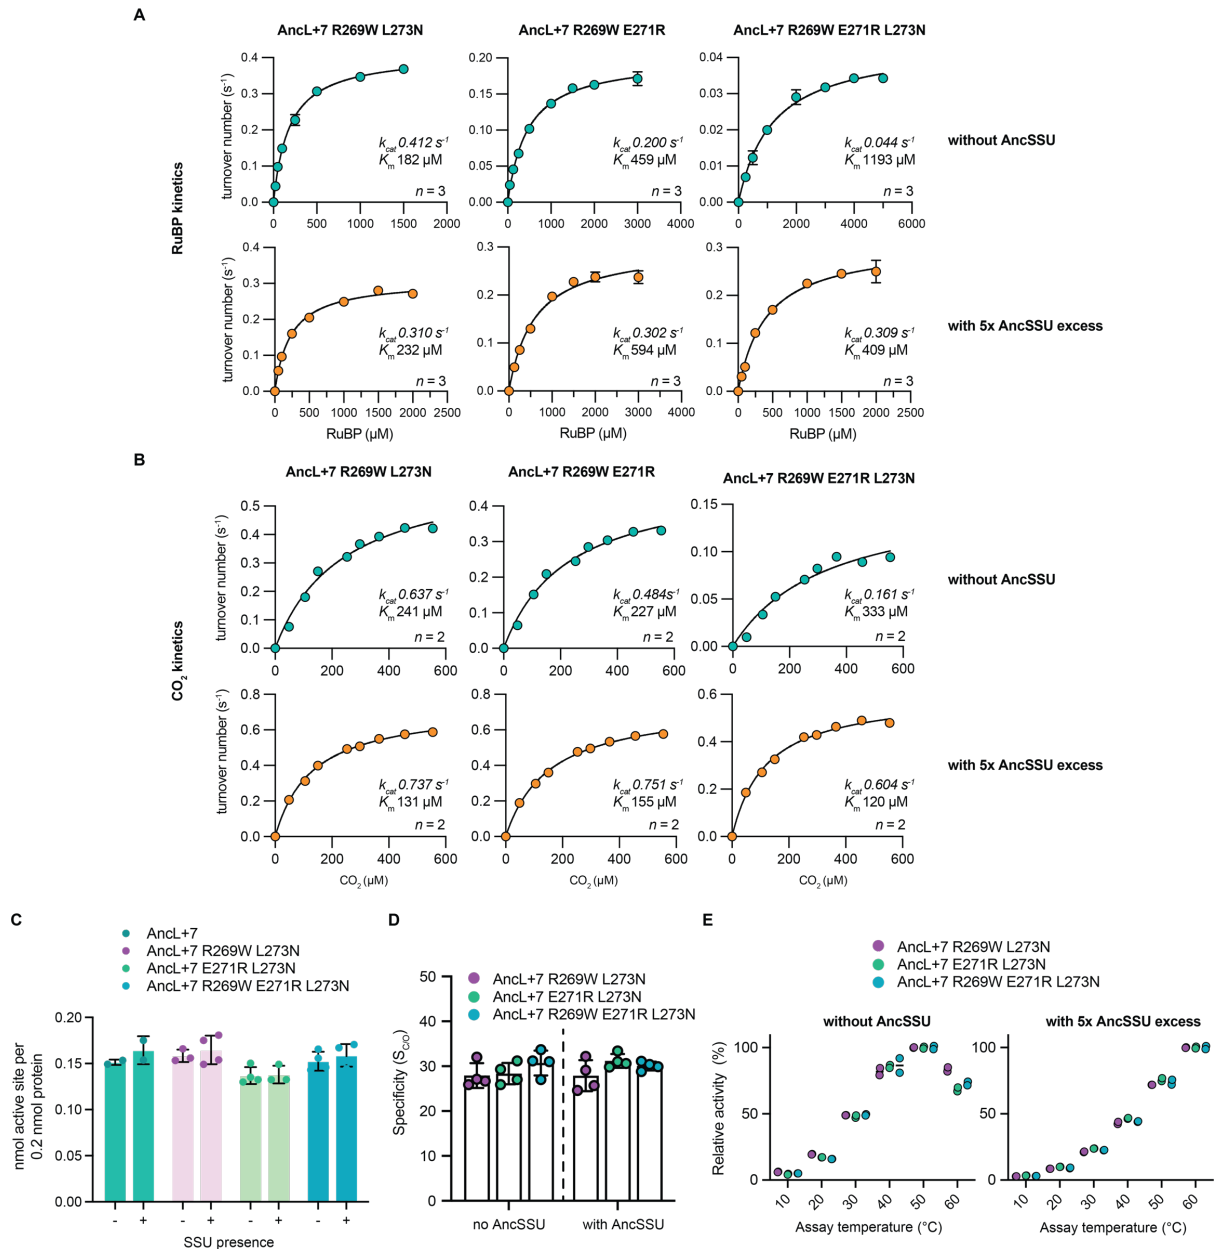 A
AncL+7 R269W L273N
AncL+7 R269W E271R
AncL+7 R269W E271R L273N
RuBP kinetics
turnover number (s⁻¹)
0.4
0.3
0.2
0.1
0.0
0 500 1000 1500 2000
kcat 0.412 s⁻¹
Km 182 µM
n = 3
0.20
0.15
0.10
0.05
0.00
0 1000 2000 3000 4000
kcat 0.200 s⁻¹
Km 459 µM
n = 3
0.04
0.03
0.02
0.01
0.00
0 2000 4000 6000
kcat 0.044 s⁻¹
Km 1193 µM
n = 3
without AncSSU
turnover number (s⁻¹)
0.4
0.3
0.2
0.1
0.0
0 500 1000 1500 2000 2500
RuBP (µM)
kcat 0.310 s⁻¹
Km 232 µM
n = 3
0.3
0.2
0.1
0.0
0 1000 2000 3000 4000
RuBP (µM)
kcat 0.302 s⁻¹
Km 594 µM
n = 3
0.3
0.2
0.1
0.0
0 500 1000 1500 2000 2500
RuBP (µM)
kcat 0.309 s⁻¹
Km 409 µM
n = 3
with 5x AncSSU excess
B
AncL+7 R269W L273N
AncL+7 R269W E271R
AncL+7 R269W E271R L273N
CO₂ kinetics
turnover number (s⁻¹)
0.5
0.4
0.3
0.2
0.1
0.0
0 200 400 600
kcat 0.637 s⁻¹
Km 241 µM
n = 2
0.4
0.3
0.2
0.1
0.0
0 200 400 600
kcat 0.484s⁻¹
Km 227 µM
n = 2
0.15
0.10
0.05
0.00
0 200 400 600
kcat 0.161 s⁻¹
Km 333 µM
n = 2
without AncSSU
turnover number (s⁻¹)
0.8
0.6
0.4
0.2
0.0
0 200 400 600
CO₂ (µM)
kcat 0.737 s⁻¹
Km 131 µM
n = 2
0.8
0.6
0.4
0.2
0.0
0 200 400 600
CO₂ (µM)
kcat 0.751 s⁻¹
Km 155 µM
n = 2
0.6
0.4
0.2
0.0
0 200 400 600
CO₂ (µM)
kcat 0.604 s⁻¹
Km 120 µM
n = 2
with 5x AncSSU excess
C
AncL+7
AncL+7 R269W L273N
AncL+7 E271R L273N
AncL+7 R269W E271R L273N
nmol active site per
0.2 nmol protein
0.20
0.15
0.10
0.05
0.00
- + - + - + - +
SSU presence
D
AncL+7 R269W L273N
AncL+7 E271R L273N
AncL+7 R269W E271R L273N
Specificity (SC/O)
50
40
30
20
10
0
no AncSSU
with AncSSU
E
AncL+7 R269W L273N
AncL+7 E271R L273N
AncL+7 R269W E271R L273N
without AncSSU
with 5x AncSSU excess
Relative activity (%)
100
50
0
10 20 30 40 50 60
Assay temperature (°C)
100
50
0
10 20 30 40 50 60
Assay temperature (°C)